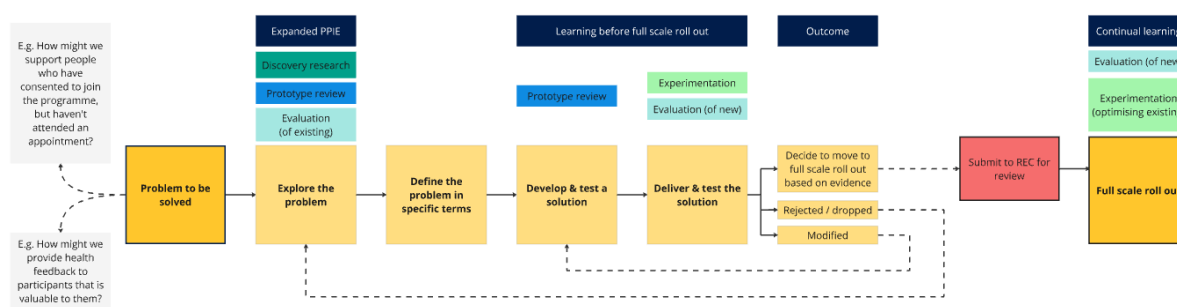 E.g. How might we
support people
who have
consented to join
the programme,
but haven't
attended an
appointment?
Problem to be
solved
E.g. How might we
provide health
feedback to
participants that is
valuable to them?
Expanded PPIE
Discovery research
Prototype review
Evaluation
(of existing)
Explore the
problem
Define the
problem in
specific terms
Learning before full scale roll out
Prototype review
Experimentation
Evaluation (of new)
Develop & test a
solution
Deliver & test the
solution
Outcome
Decide to move to
full scale roll out
based on evidence
Rejected / dropped
Modified
Submit to REC for
review
Continual learning
Evaluation (of new
Experimentation
(optimising existing
Full scale roll out